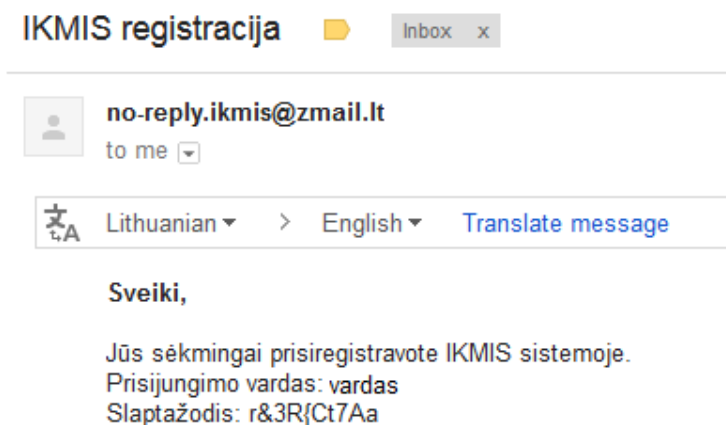 IKMIS registracija Inbox x
no-reply.ikmis@zmail.lt
to me
Lithuanian > English Translate message
Sveiki,
Jūs sėkmingai prisiregistravote IKMIS sistemoje.
Prisijungimo vardas: vardas
Slaptažodis: r&3R{Ct7Aa